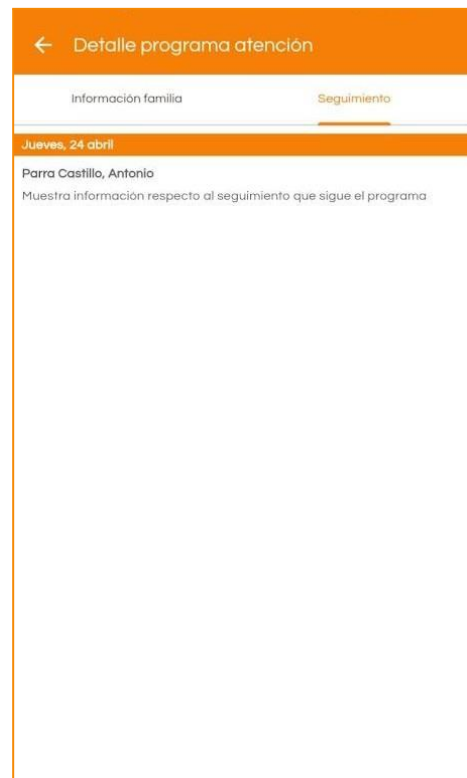 Detalle programa atención
Información familia
Seguimiento
Jueves, 24 abril
Parra Castillo, Antonio
Muestra información respecto al seguimiento que sigue el programa